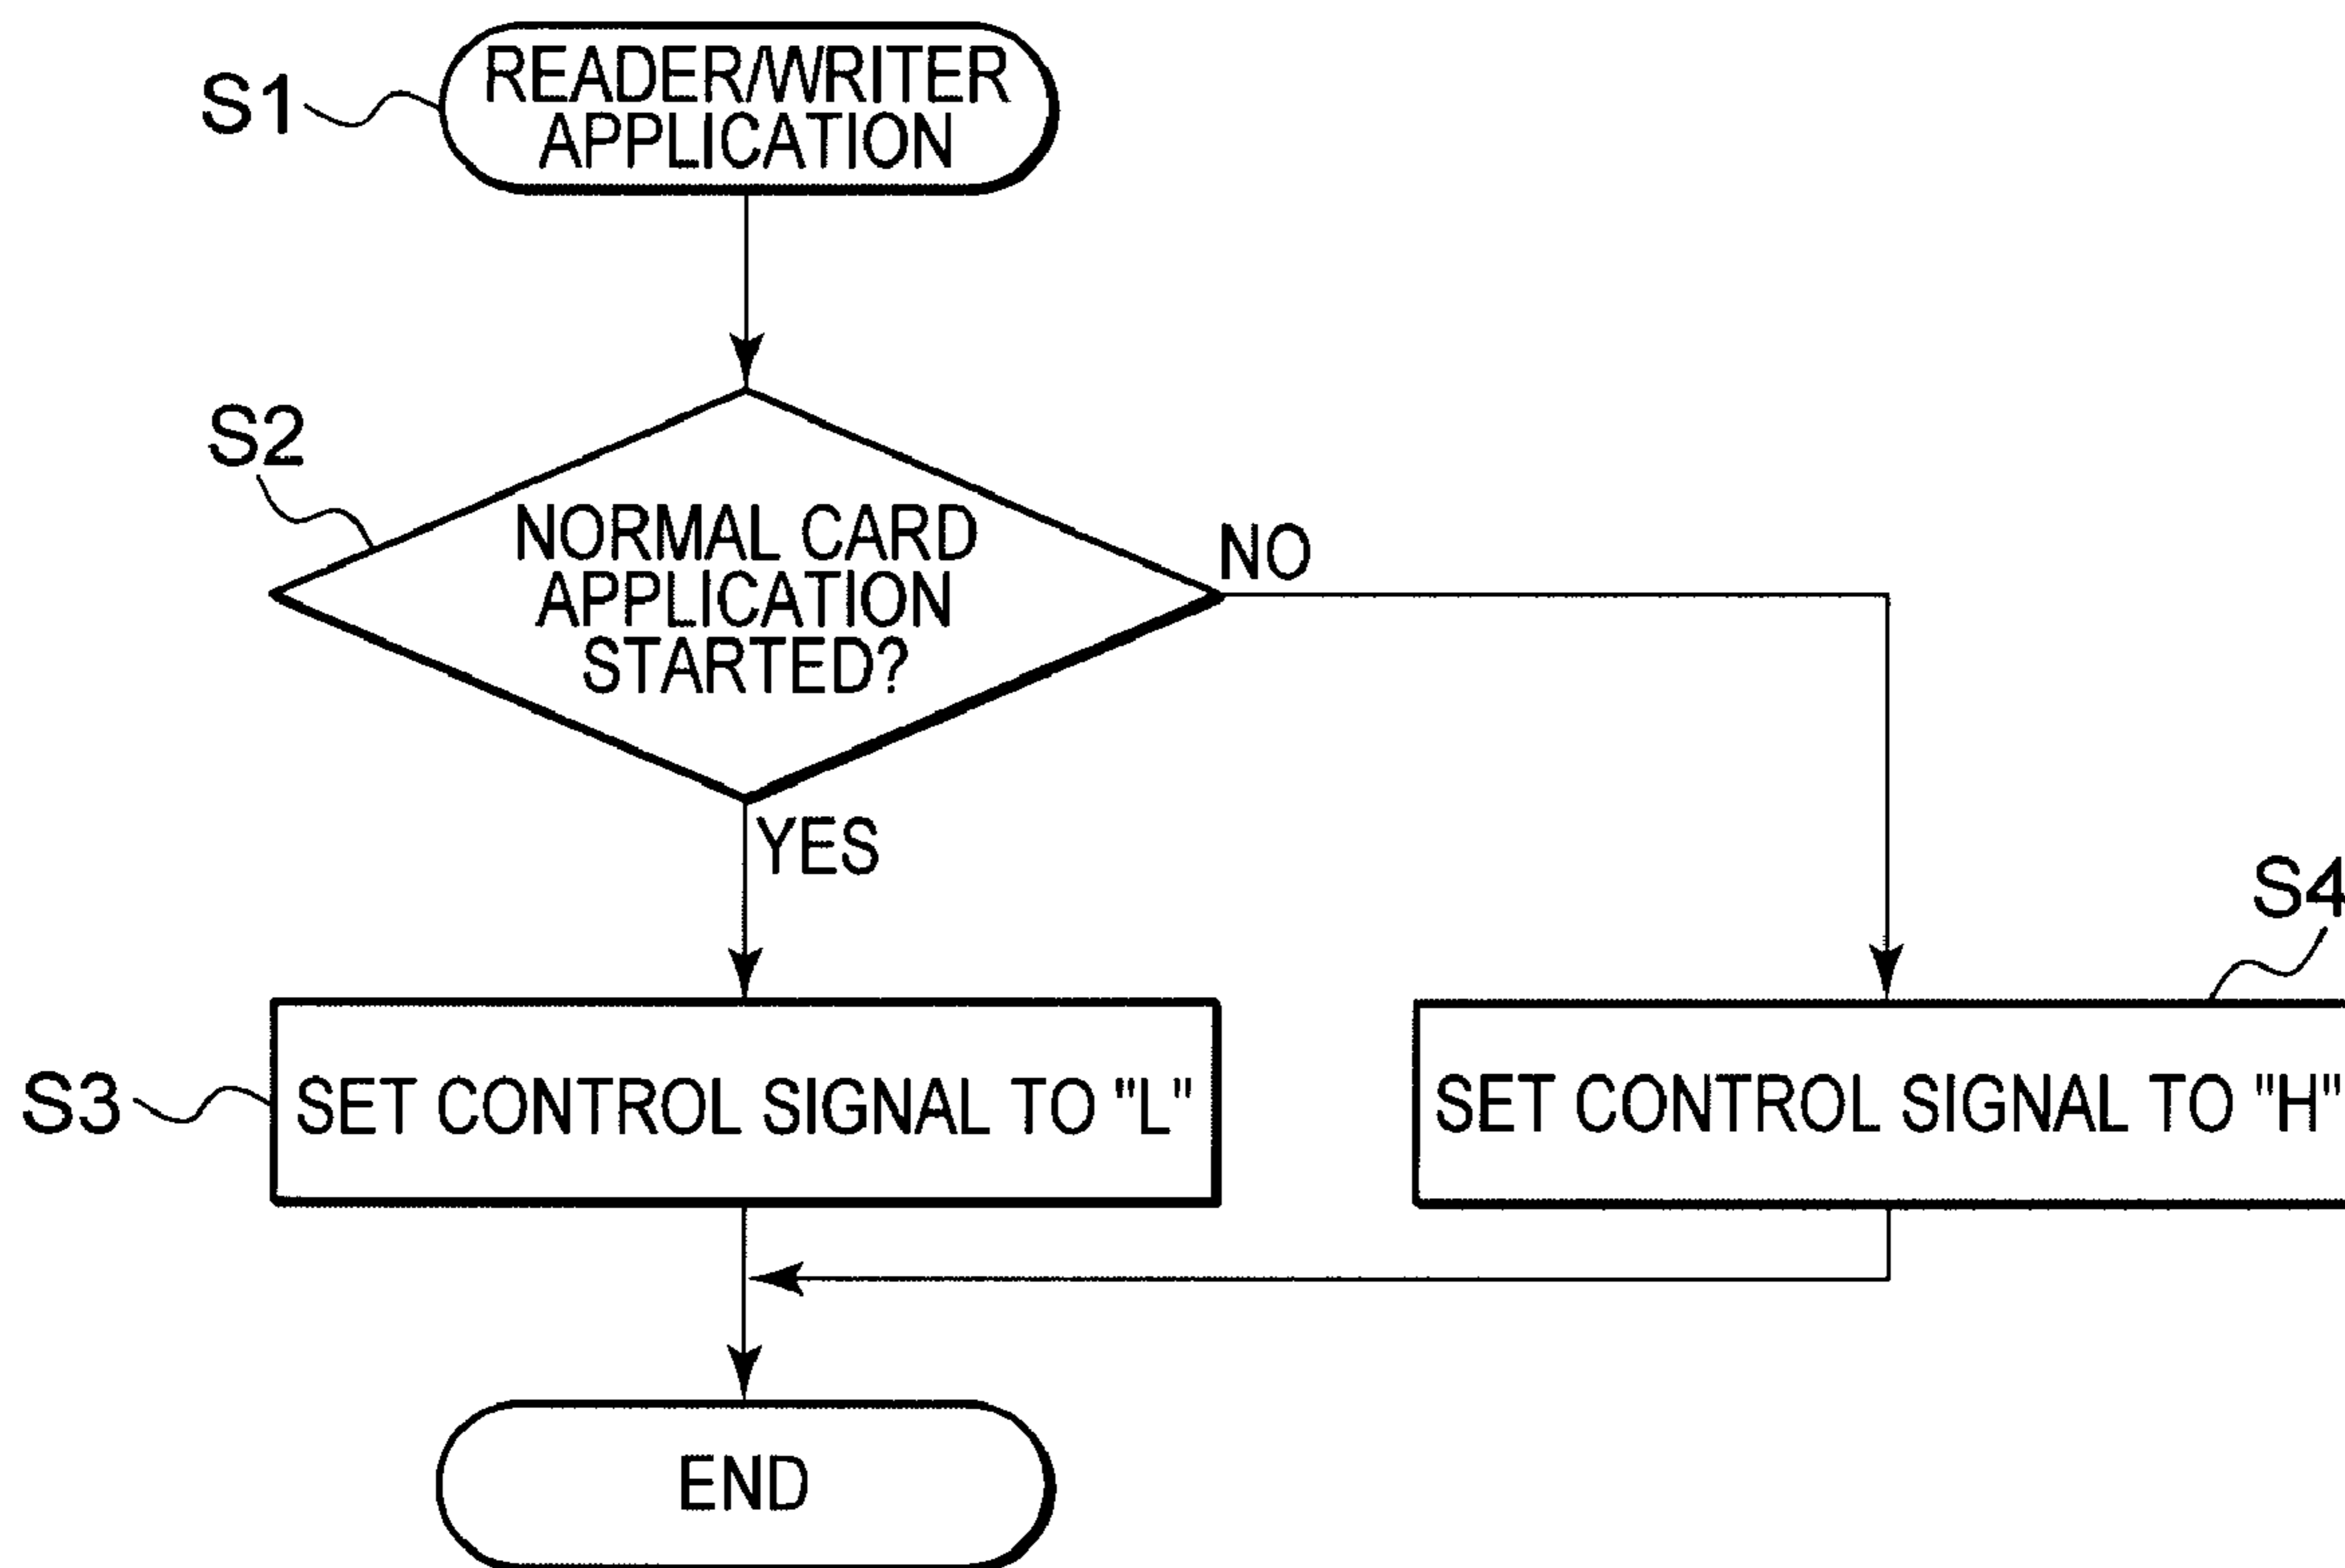 S1
READER/WRITER
APPLICATION
S2
NORMAL CARD
APPLICATION
STARTED?
NO
YES
S4
S3
SET CONTROL SIGNAL TO "L"
SET CONTROL SIGNAL TO "H"
END